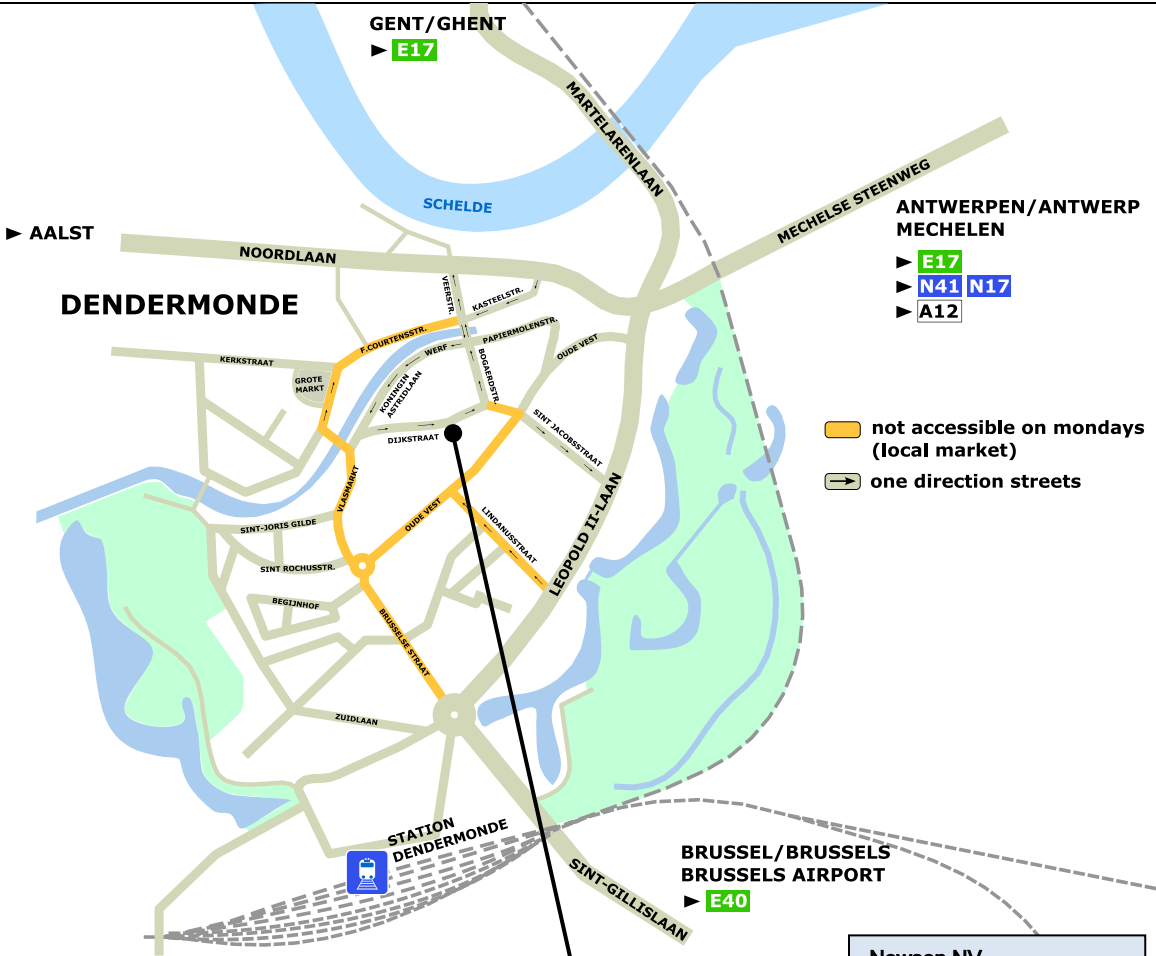 GENT/GHENT
E17
MARTELARENLAAN
MECHELSE STEENWEG
SCHELDE
ANTWERPEN/ANTWERP
MECHELEN
E17
N41 N17
A12
AALST
NOORDLAAN
DENDERMONDE
VEERSTR.
KASTEELSTR.
F.COURTENSSTR.
PAPIERMOLENSTR.
WERF
OUDE VEST
KERKSTRAAT
GROTE
MARKT
KONINGIN
ASTRIDLAAN
BOGAERDSTR.
DIJKSTRAAT
SINT JACOBSSTRAAT
not accessible on mondays
(local market)
one direction streets
VLASMARKT
OUDE VEST
LINDANUSSTRAAT
LEOPOLD II-LAAN
SINT-JORIS GILDE
SINT ROCHUSSTR.
BEGIJNHOF
BRUSSELSE STRAAT
ZUIDLAAN
STATION
DENDERMONDE
SINT-GILLISLAAN
BRUSSEL/BRUSSELS
BRUSSELS AIRPORT
E40